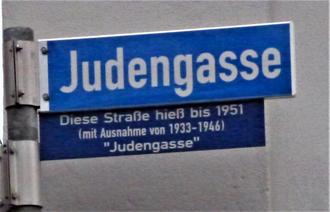 Judengasse
Diese Straße hieß bis 1951
(mit Ausnahme von 1933-1946)
"Judengasse"